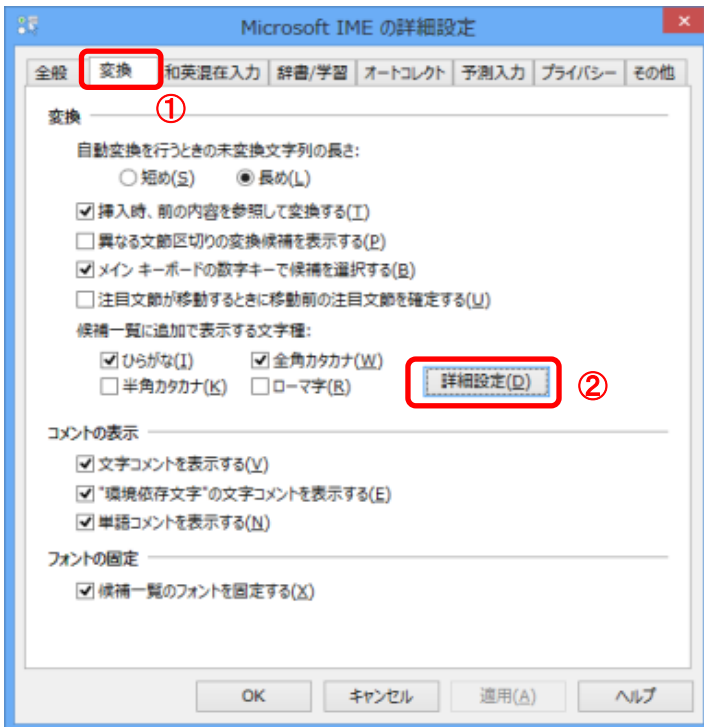 Microsoft IME の詳細設定
全般 変換 和英混在入力 辞書/学習 オートコレクト 予測入力 プライバシー その他
①
変換
自動変換を行うときの未変換文字列の長さ:
短め(S) 長め(L)
挿入時、前の内容を参照して変換する(T)
異なる文節区切りの変換候補を表示する(P)
メイン キーボードの数字キーで候補を選択する(B)
注目文節が移動するときに移動前の注目文節を確定する(U)
候補一覧に追加で表示する文字種:
ひらがな(I) 全角カタカナ(W)
半角カタカナ(K) ローマ字(R) 詳細設定(D) ②
コメントの表示
文字コメントを表示する(V)
"環境依存文字"の文字コメントを表示する(E)
単語コメントを表示する(N)
フォントの固定
候補一覧のフォントを固定する(X)
OK キャンセル 適用(A) ヘルプ